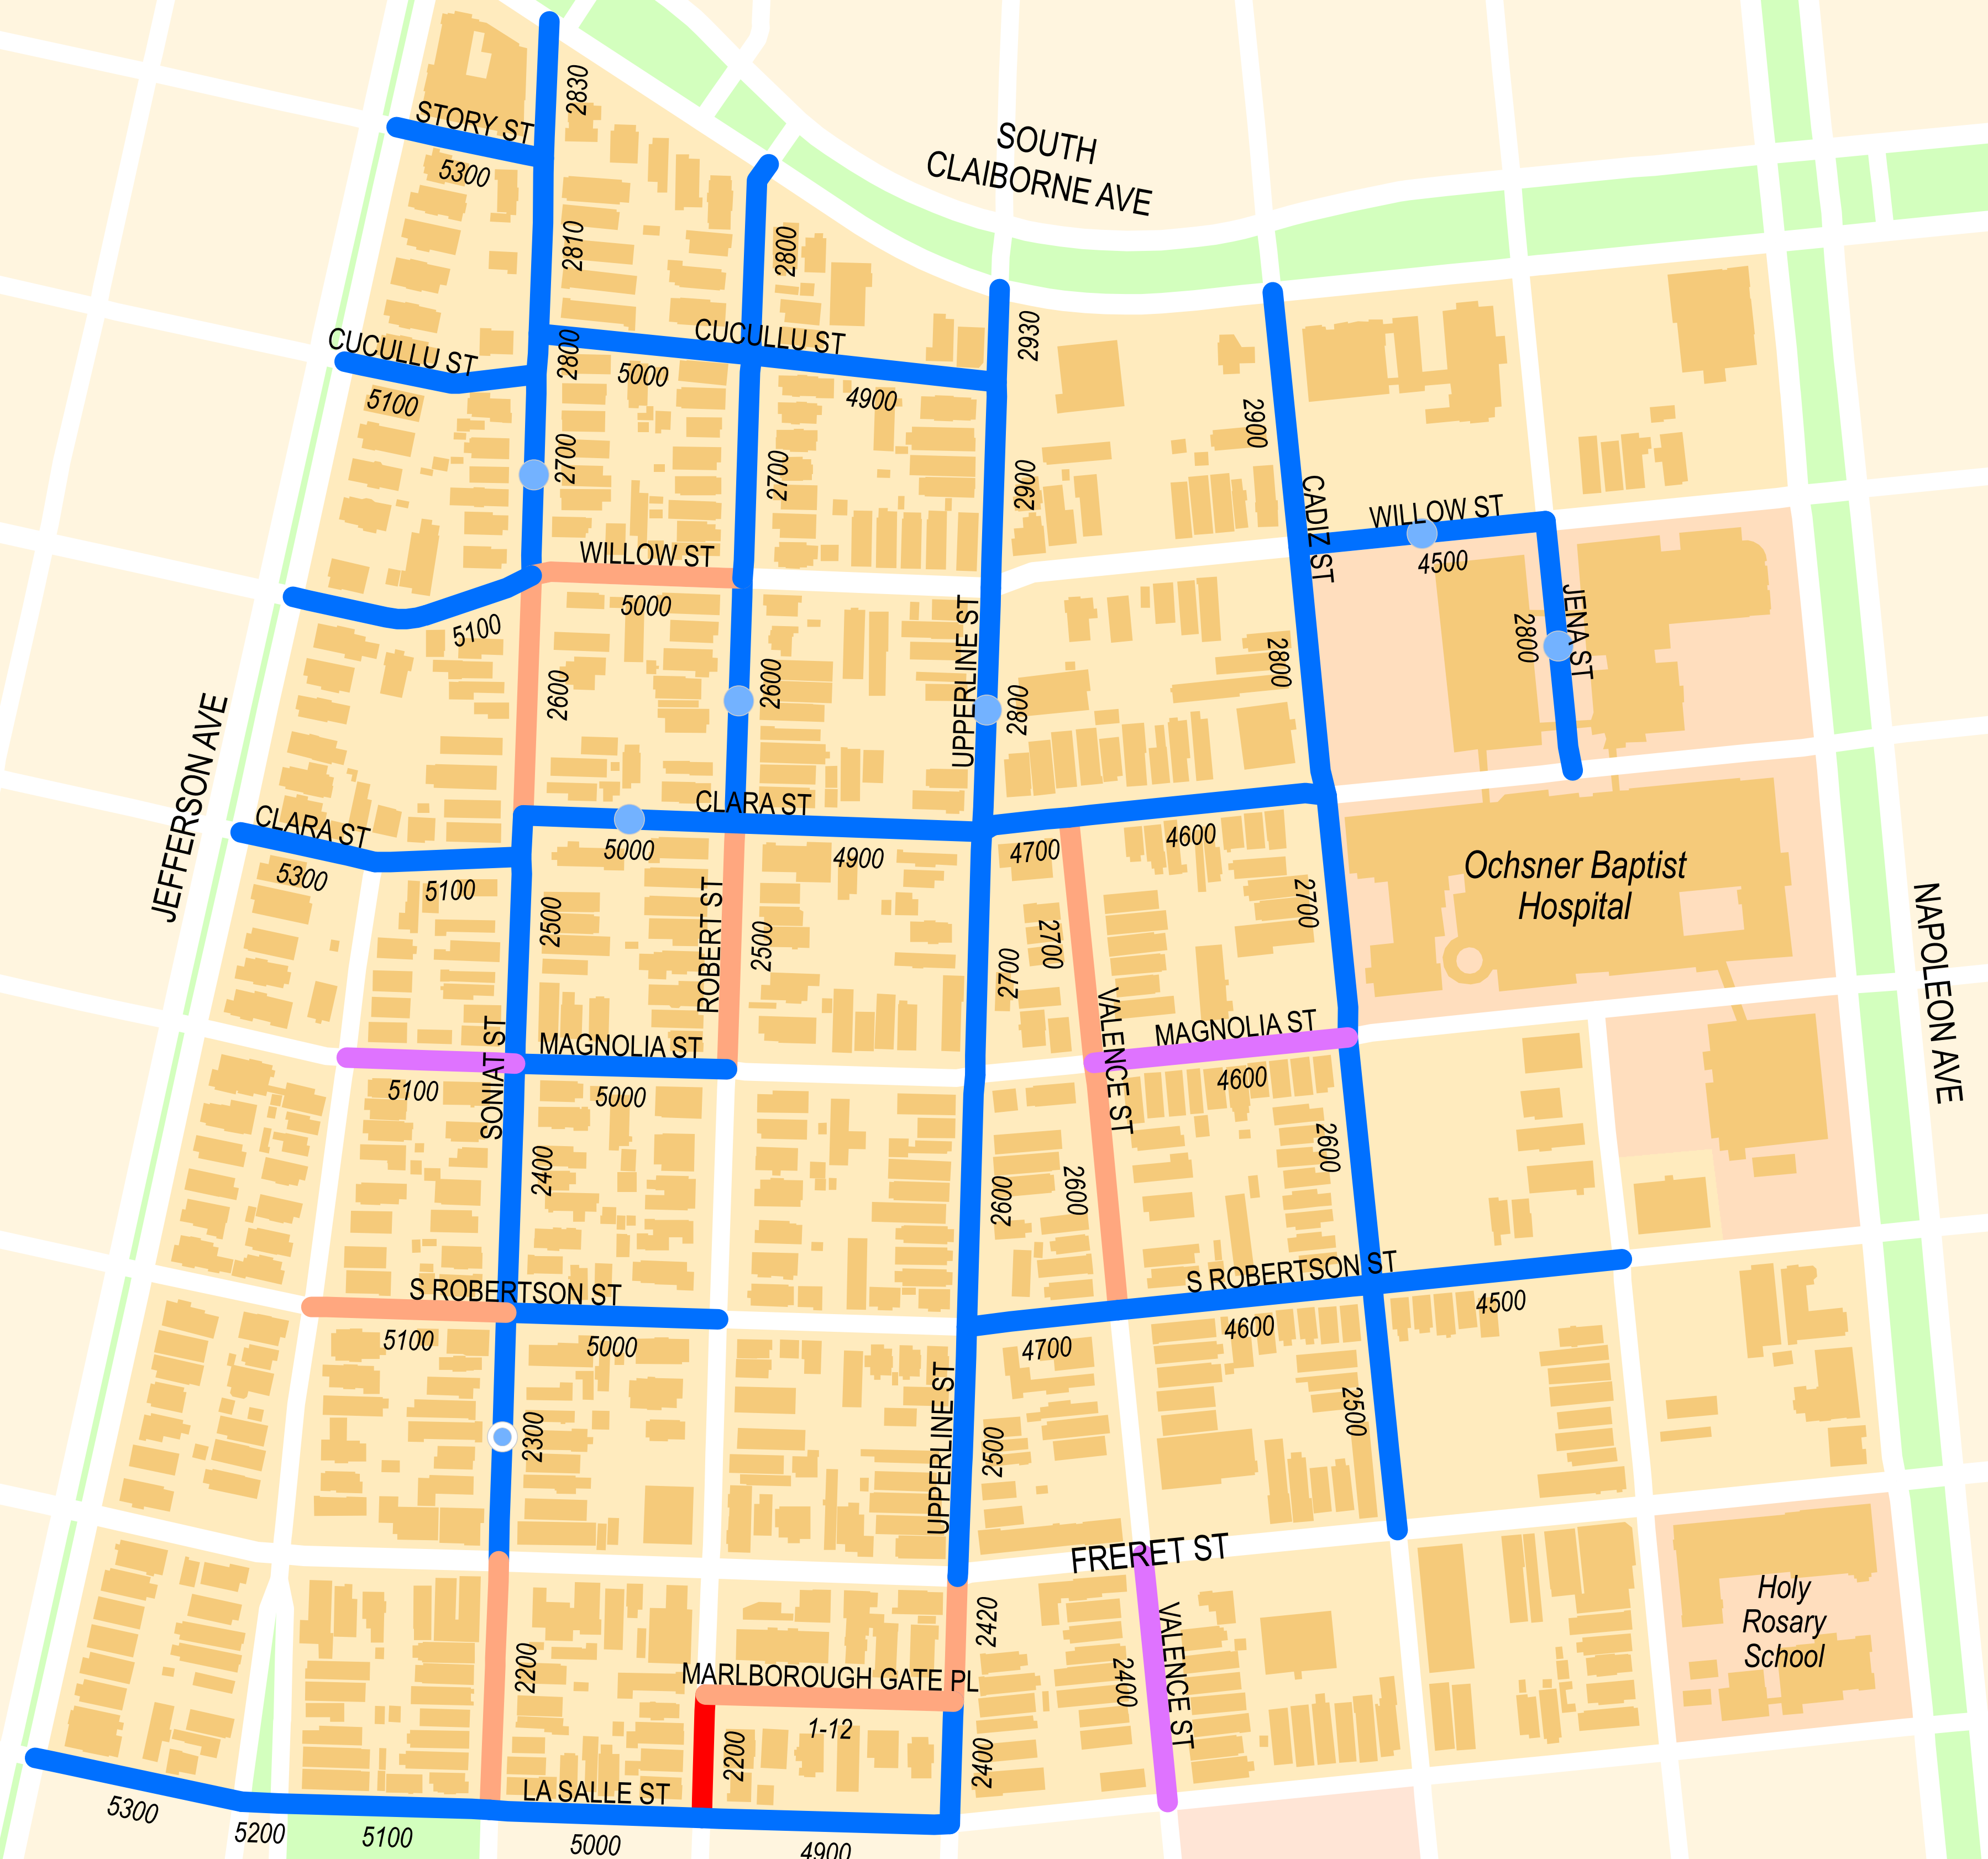 2830
STORY ST
5300
SOUTH
CLAIBORNE AVE
2810
2800
CUCULLU ST
5100
2800
CUCULLU ST
5000
4900
2930
2900
2700
2700
2900
CADIZ ST
WILLOW ST
4500
WILLOW ST
5000
5100
JENA ST
2800
2600
2600
UPPERLINE ST
2800
2800
JEFFERSON AVE
CLARA ST
5300
5100
CLARA ST
5000
4900
4700
4600
2500
ROBERT ST
2500
2700
2700
2700
Ochsner Baptist
Hospital
NAPOLEON AVE
SONIAT ST
MAGNOLIA ST
5100
5000
VALENCE ST
MAGNOLIA ST
4600
2400
2600
2600
2600
S ROBERTSON ST
5100
5000
S ROBERTSON ST
4700
4600
4500
2300
UPPERLINE ST
2500
2500
FRERET ST
2200
2420
MARLBOROUGH GATE PL
1-12
2200
2400
2400
VALENCE ST
Holy
Rosary
School
LA SALLE ST
5300
5200
5100
5000
4900